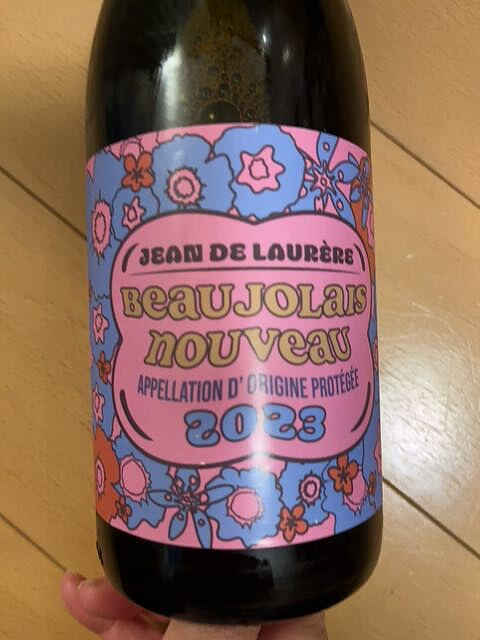 JEAN DE LAURÈRE
BEAUJOLAIS
NOUVEAU
APPELLATION D'ORIGINE PROTÉGÉE
2023